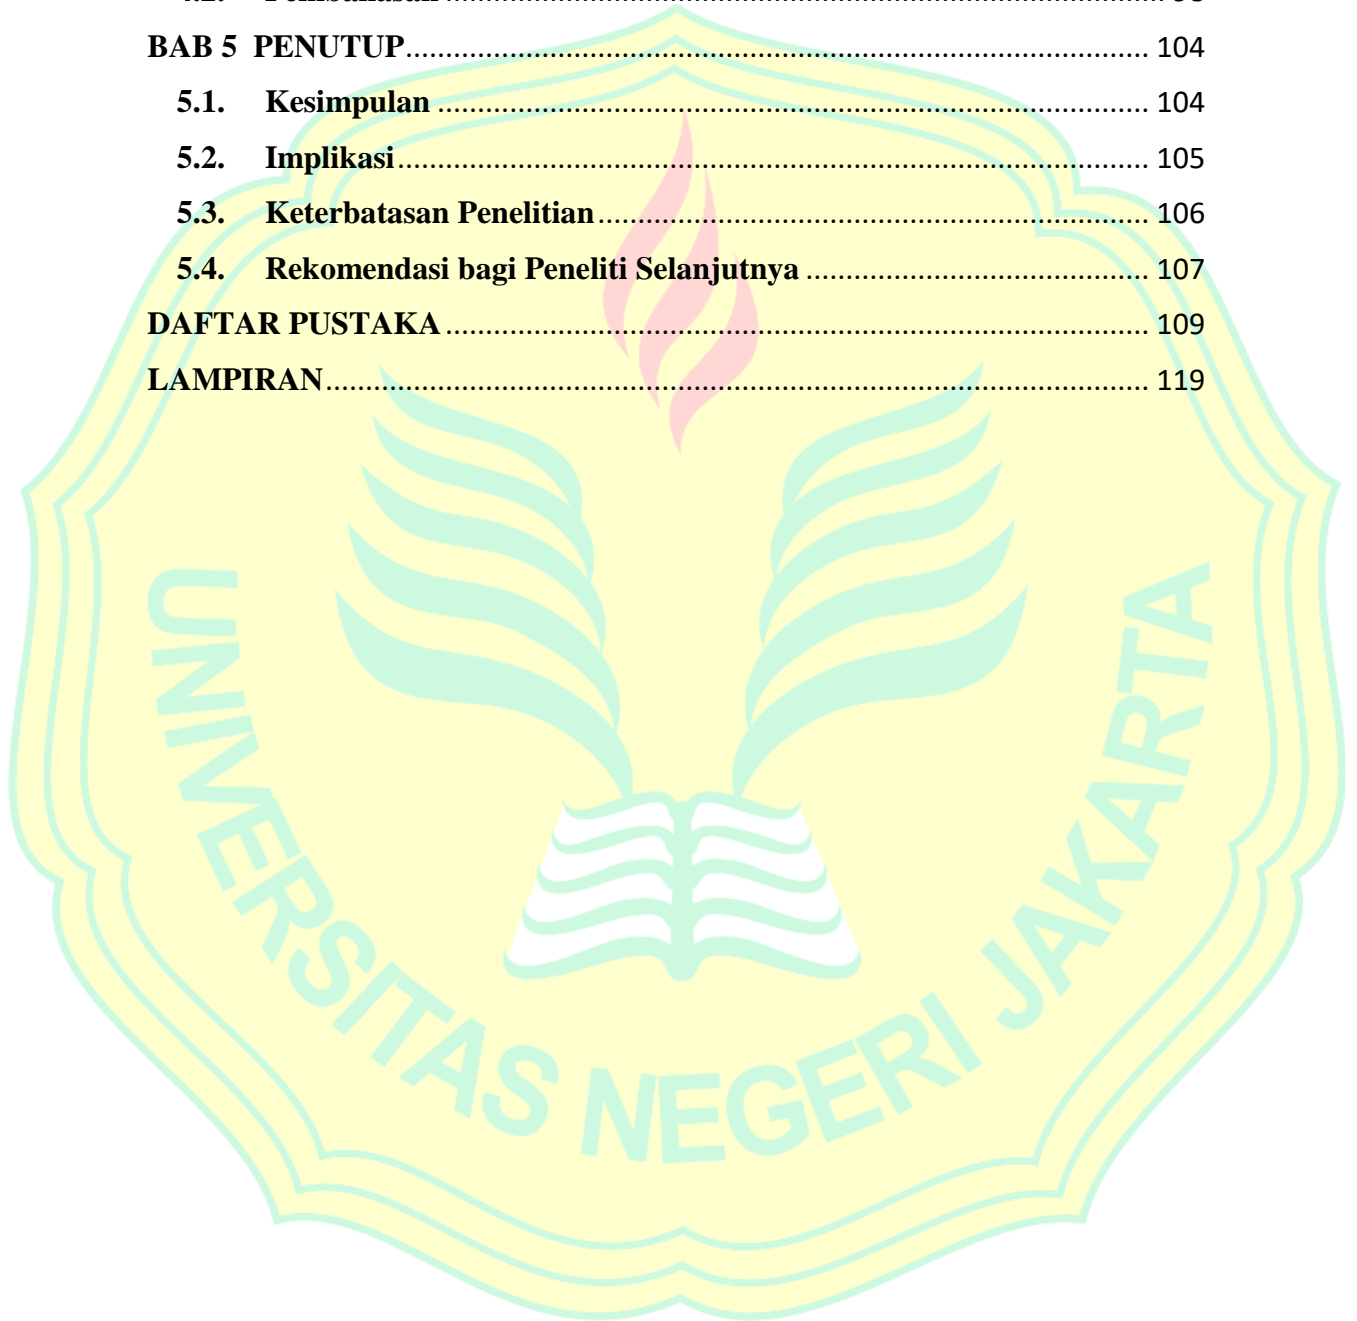 BAB 5 PENUTUP........................................................................................... 104
5.1. Kesimpulan ....................................................................................... 104
5.2. Implikasi ............................................................................................ 105
5.3. Keterbatasan Penelitian .................................................................... 106
5.4. Rekomendasi bagi Peneliti Selanjutnya .......................................... 107
DAFTAR PUSTAKA ...................................................................................... 109
LAMPIRAN..................................................................................................... 119
UNIVERSITAS NEGERI JAKARTA